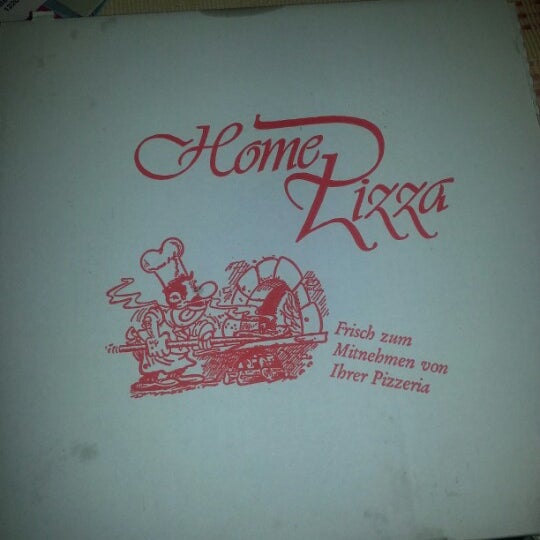 Home
Pizza
Frisch zum
Mitnehmen von
Ihrer Pizzeria